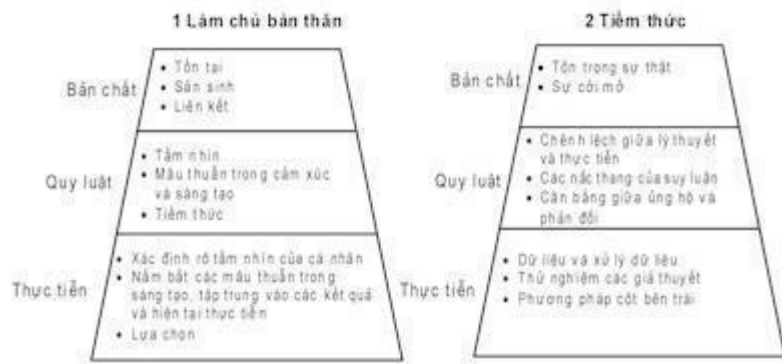 1 Làm chủ bản thân
Bản chất
• Tồn tại
• Sản sinh
• Liên kết
Quy luật
• Tầm nhìn
• Mâu thuẫn trong cảm xúc
và sáng tạo
• Tiềm thức
Thực tiễn
• Xác định rõ tầm nhìn của cá nhân
• Nắm bắt các mâu thuẫn trong
sáng tạo, tập trung vào các kết quả
và hiện tại thực tiễn
• Lựa chọn
2 Tiềm thức
Bản chất
• Tôn trọng sự thật
• Sự cởi mở
Quy luật
• Chênh lệch giữa lý thuyết
và thực tiễn
• Các nấc thang của suy luận
• Cân bằng giữa ủng hộ và
phản đối
Thực tiễn
• Dữ liệu và xử lý dữ liệu
• Thử nghiệm các giả thuyết
• Phương pháp cột bên trái